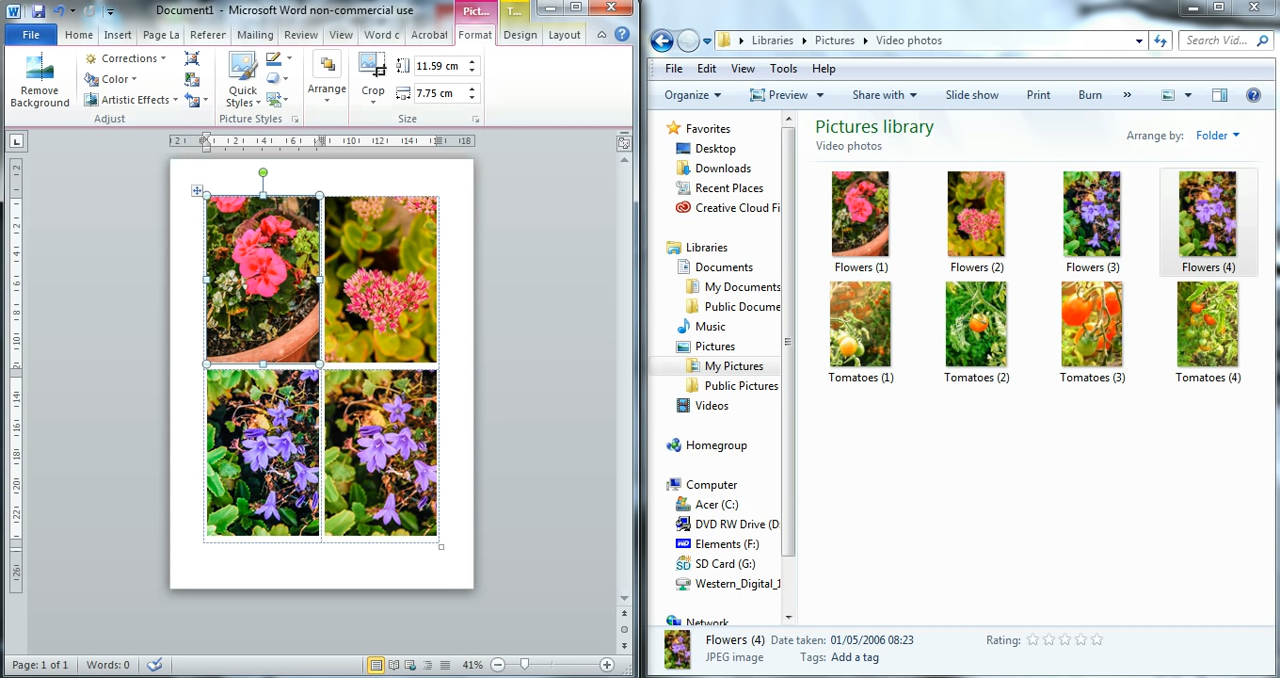 Document1 - Microsoft Word non-commercial use
Pict...
T...
File Home Insert Page La Referer Mailing Review View Word c Acrobat Format Design Layout
Remove Background
Corrections
Color
Artistic Effects
Adjust
Quick Styles
Picture Styles
Arrange
Crop
11.59 cm
7.75 cm
Size
Page: 1 of 1 Words: 0 41%
Libraries Pictures Video photos
Search Vid...
File Edit View Tools Help
Organize Preview Share with Slide show Print Burn »
Favorites
Desktop
Downloads
Recent Places
Creative Cloud Fi
Libraries
Documents
My Documents
Public Docume
Music
Pictures
My Pictures
Public Pictures
Videos
Homegroup
Computer
Acer (C:)
DVD RW Drive (D:
Elements (F:)
SD Card (G:)
Western_Digital_1
Network
Pictures library
Video photos
Arrange by: Folder
Flowers (1) Flowers (2) Flowers (3) Flowers (4)
Tomatoes (1) Tomatoes (2) Tomatoes (3) Tomatoes (4)
Flowers (4) Date taken: 01/05/2006 08:23 Rating:
JPEG image Tags: Add a tag